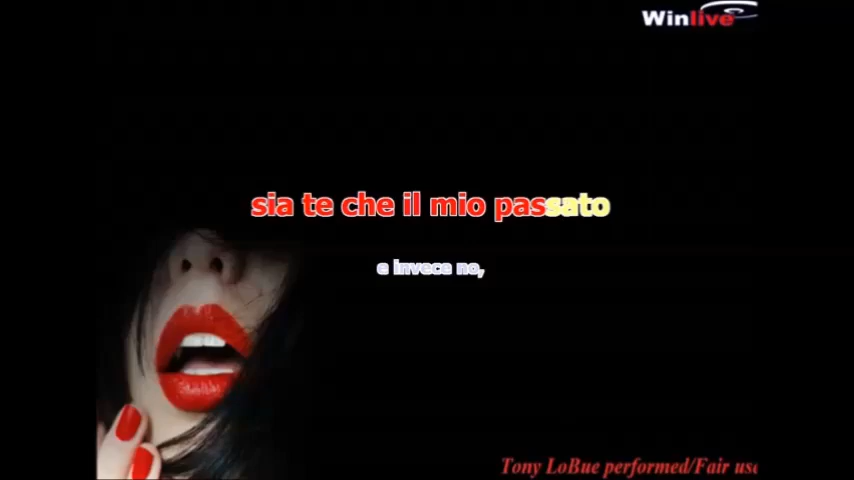 Winlive
sia te che il mio passato
e invece no,
Tony LoBue performed/Fair use